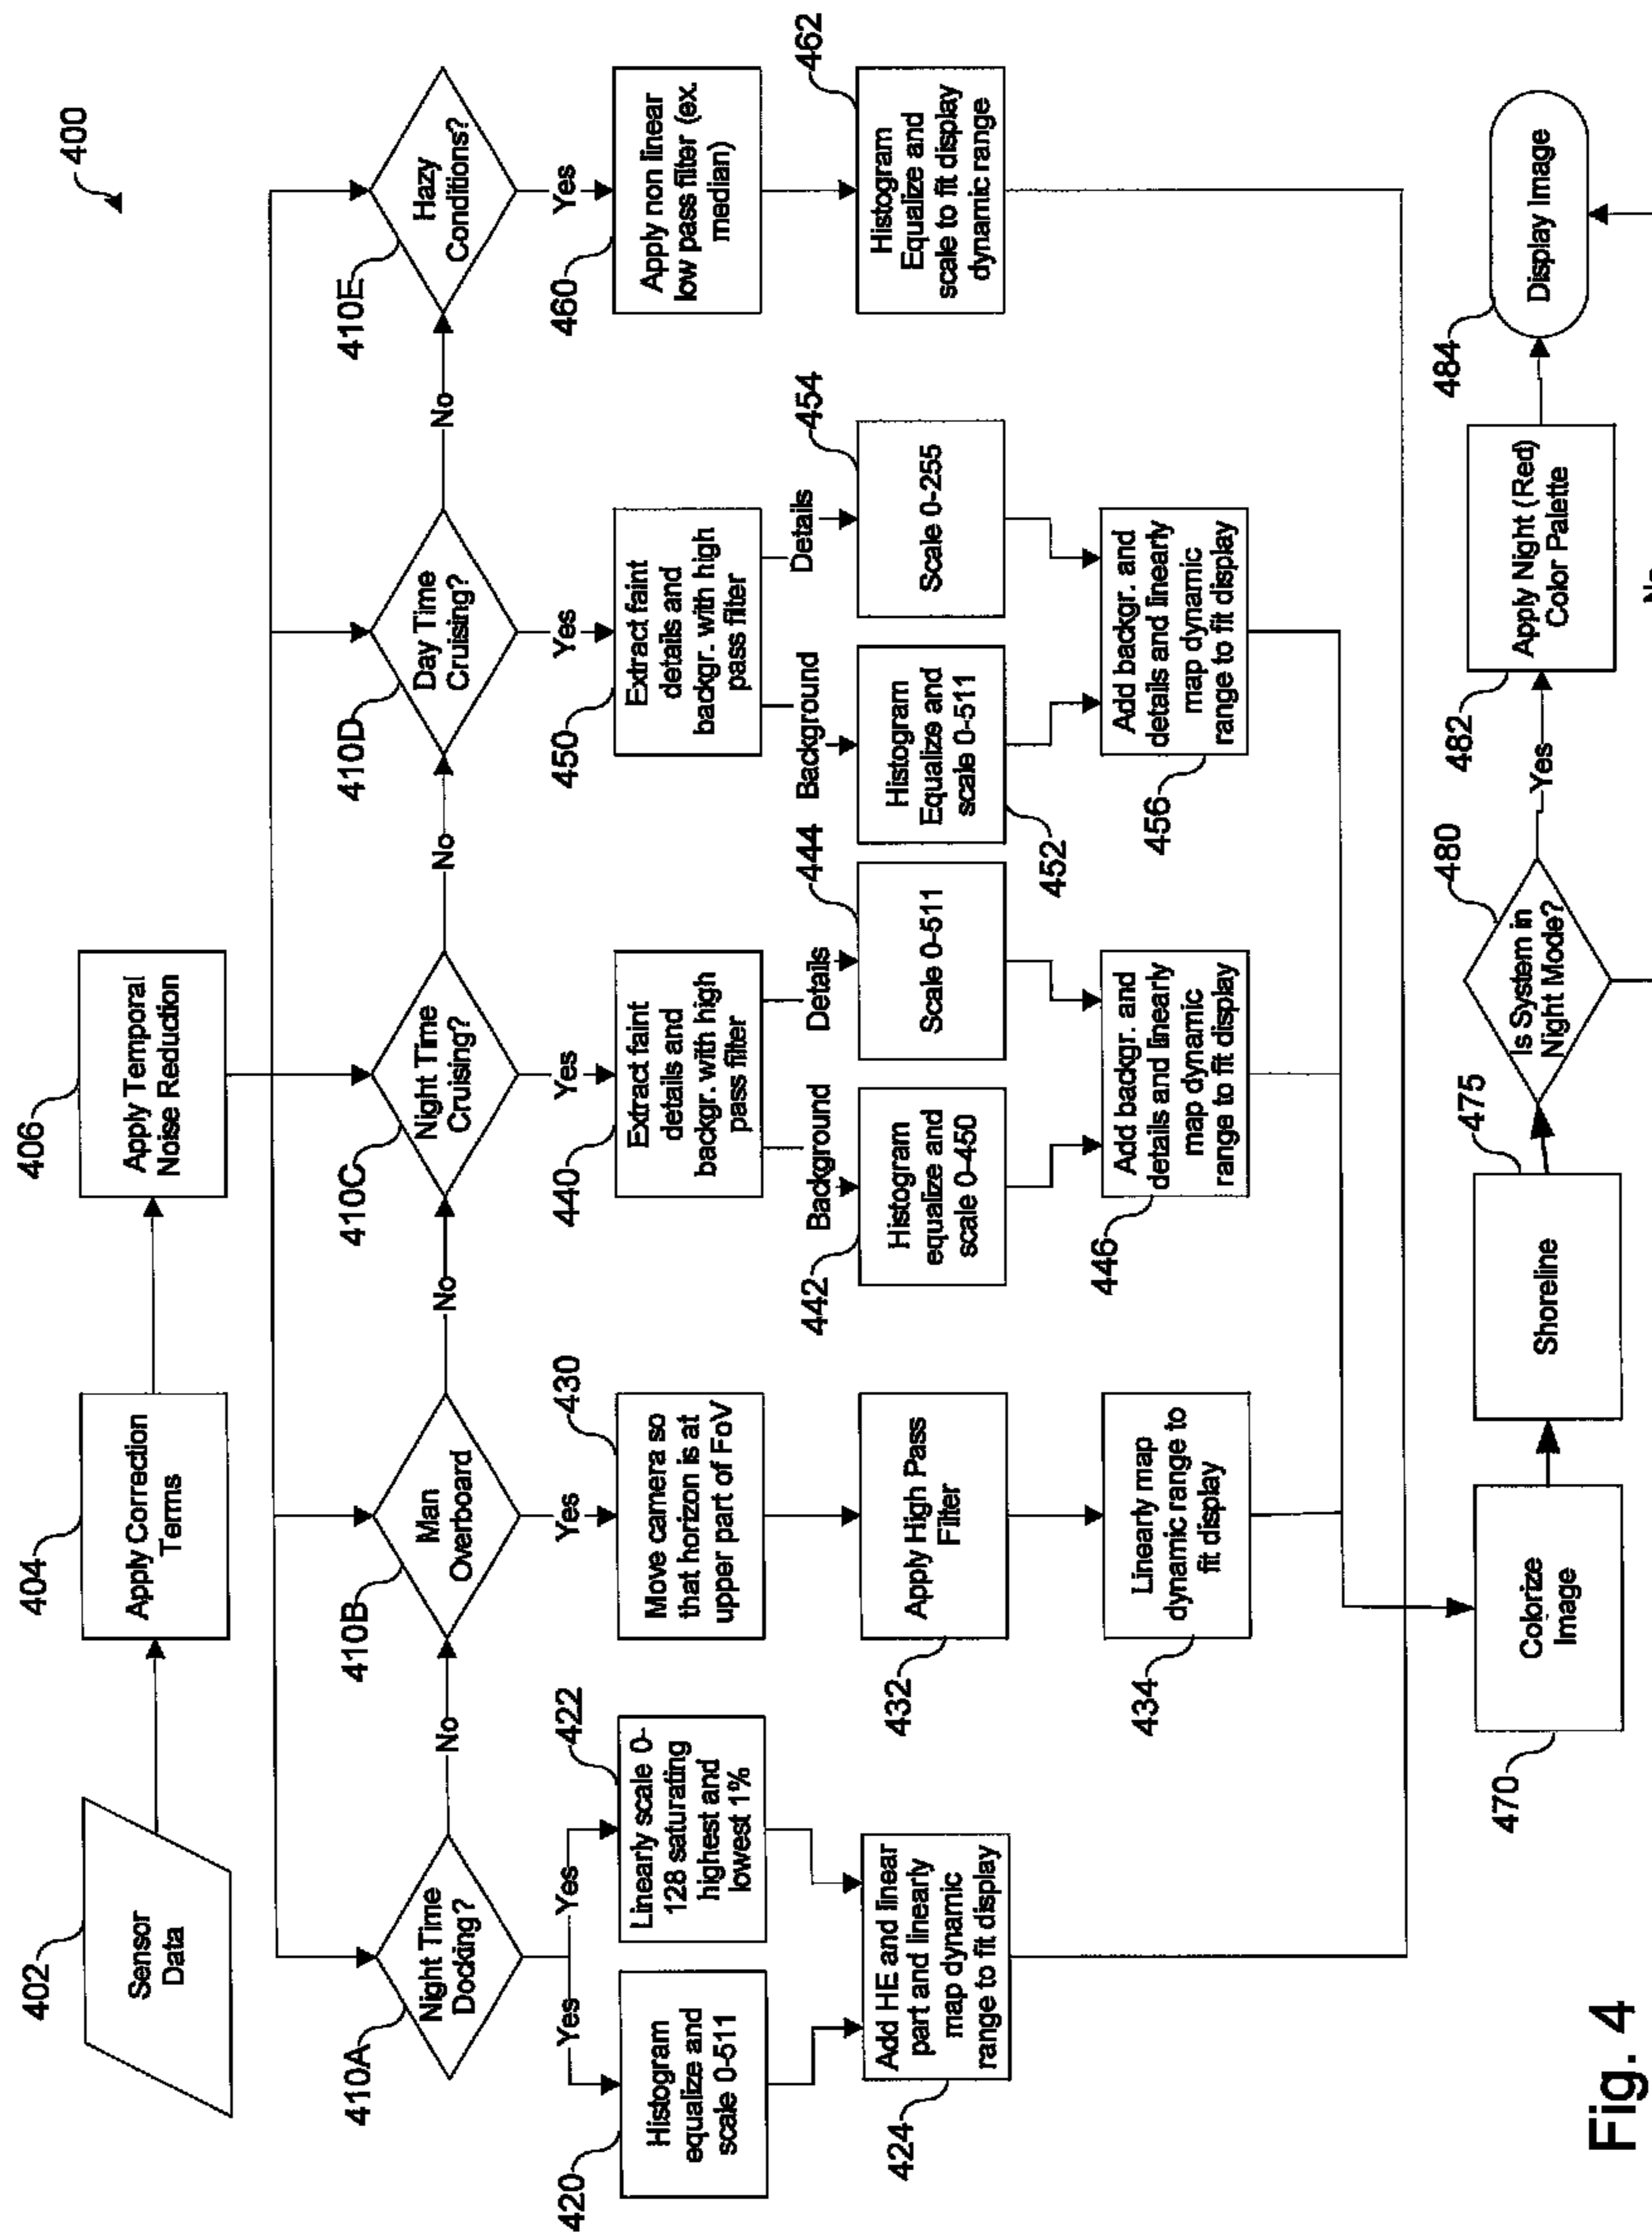 400
402
Sensor
Data
404
Apply Correction
Terms
406
Apply Temporal
Noise Reduction
410A
Night Time
Docking?
No
410B
Man
Overboard
No
410C
Night Time
Cruising?
No
410D
Day Time
Cruising?
No
410E
Hazy
Conditions?
Yes
Yes
Yes
Yes
Yes
Yes
420
Histogram
equalize and
scale 0-511
422
Linearly scale 0-
128 saturating
highest and
lowest 1%
424
Add HE and linear
part and linearly
map dynamic
range to fit display
430
Move camera so
that horizon is at
upper part of FoV
432
Apply High Pass
Filter
434
Linearly map
dynamic range to
fit display
440
Extract faint
details and
backgr. with high
pass filter
Background
Details
442
Histogram
equalize and
scale 0-450
444
Scale 0-511
446
Add backgr. and
details and linearly
map dynamic
range to fit display
450
Extract faint
details and
backgr. with high
pass filter
Background
Details
452
Histogram
Equalize and
scale 0-511
454
Scale 0-255
456
Add backgr. and
details and linearly
map dynamic
range to fit display
460
Apply non linear
low pass filter (ex.
median)
462
Histogram
Equalize and
scale to fit display
dynamic range
470
Colorize
Image
475
Shoreline
480
Is System in
Night Mode?
Yes
No
482
Apply Night (Red)
Color Palette
484
Display Image
Fig. 4